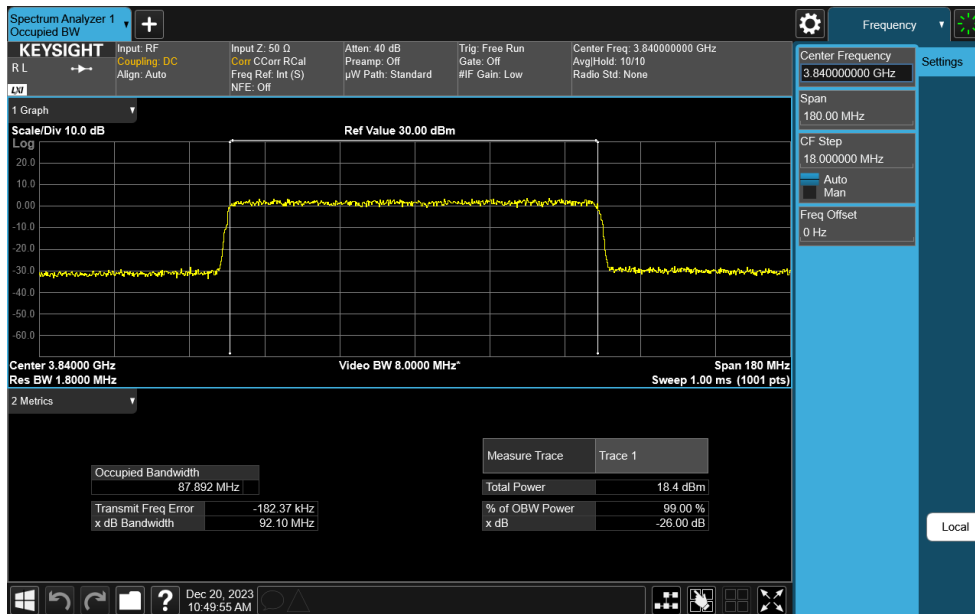 Spectrum Analyzer 1
Occupied BW
Frequency
KEYSIGHT
R L
LXI
Input: RF
Coupling: DC
Align: Auto
Input Z: 50 Ω
Corr CCorr RCal
Freq Ref: Int (S)
NFE: Off
Atten: 40 dB
Preamp: Off
µW Path: Standard
Trig: Free Run
Gate: Off
#IF Gain: Low
Center Freq: 3.840000000 GHz
Avg|Hold: 10/10
Radio Std: None
Center Frequency
3.840000000 GHz
Settings
Span
180.00 MHz
CF Step
18.000000 MHz
Auto
Man
Freq Offset
0 Hz
Local
1 Graph
Scale/Div 10.0 dB
Ref Value 30.00 dBm
Log
20.0
10.0
0.00
-10.0
-20.0
-30.0
-40.0
-50.0
-60.0
Center 3.84000 GHz
Video BW 8.0000 MHz*
Span 180 MHz
Res BW 1.8000 MHz
Sweep 1.00 ms (1001 pts)
2 Metrics
Occupied Bandwidth
87.892 MHz
Transmit Freq Error -182.37 kHz
x dB Bandwidth 92.10 MHz
Measure Trace Trace 1
Total Power 18.4 dBm
% of OBW Power 99.00 %
x dB -26.00 dB
?
Dec 20, 2023
10:49:55 AM